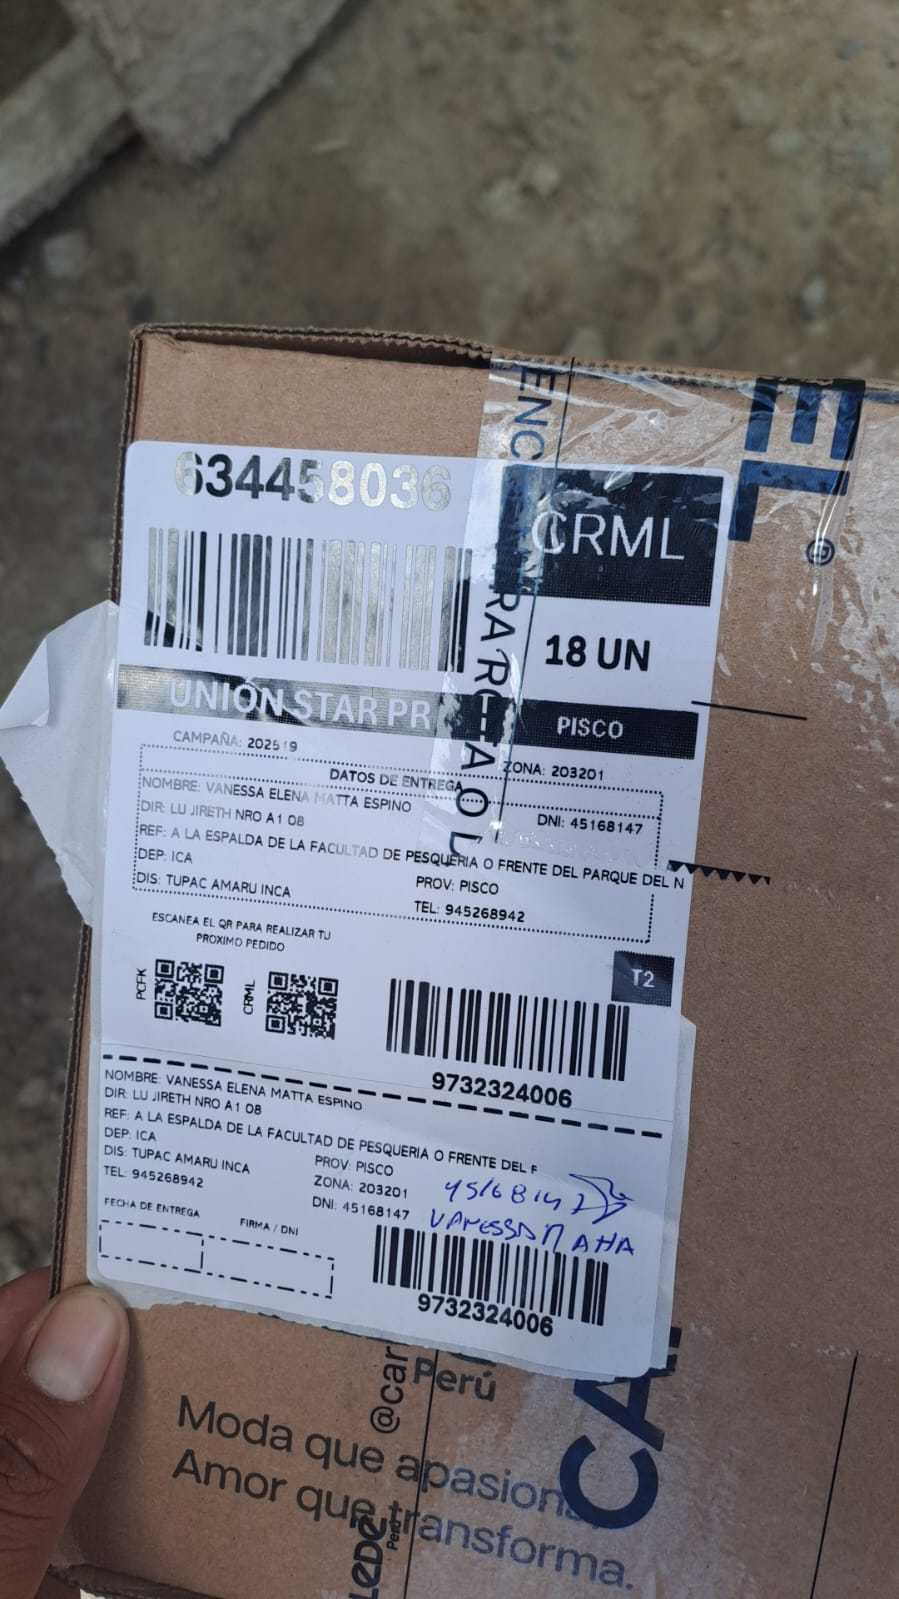 634458036
CRML
18 UN
UNIÓN STAR PR
PISCO
CAMPAÑA: 202519
ZONA: 203201
DATOS DE ENTREGA
NOMBRE: VANESSA ELENA MATTA ESPINO
DNI: 45168147
DIR: LU JIRETH NRO A1 08
REF: A LA ESPALDA DE LA FACULTAD DE PESQUERIA O FRENTE DEL PARQUE DEL N
DEP: ICA
PROV: PISCO
DIS: TUPAC AMARU INCA
TEL: 945268942
ESCANEA EL QR PARA REALIZAR TU
PROXIMO PEDIDO
T2
PCFK
CRML
9732324006
NOMBRE: VANESSA ELENA MATTA ESPINO
DIR: LU JIRETH NRO A1 08
REF: A LA ESPALDA DE LA FACULTAD DE PESQUERIA O FRENTE DEL F
DEP: ICA
PROV: PISCO
DIS: TUPAC AMARU INCA
ZONA: 203201
TEL: 945268942
DNI: 45168147
45168147
FECHA DE ENTREGA
FIRMA / DNI
9732324006
EL®
ENC
Perú
@car
CA
Moda que apasiona,
Amor que transforma.
Perú